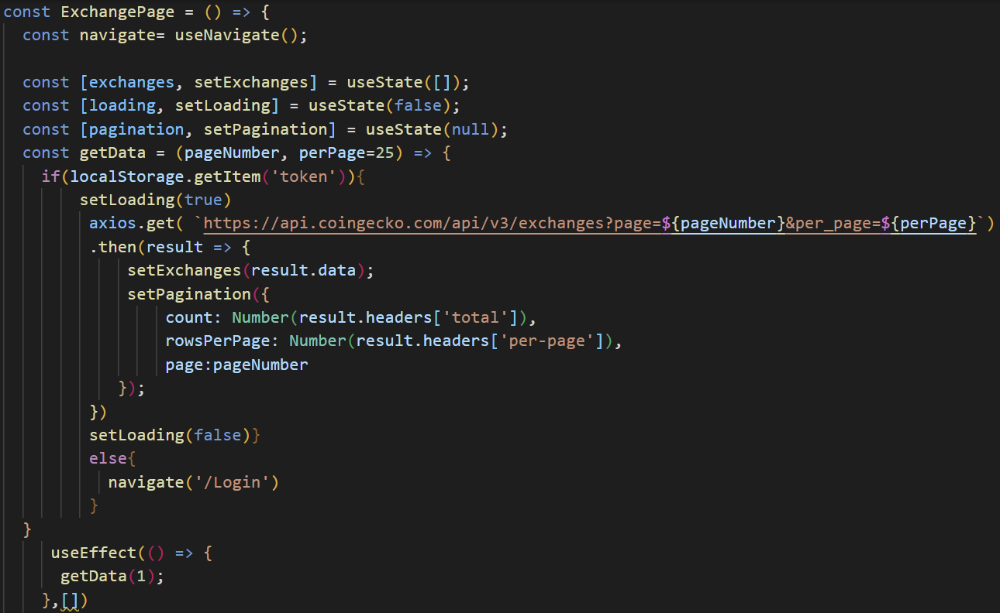 const ExchangePage = () => {
const navigate= useNavigate();
const [exchanges, setExchanges] = useState([]);
const [loading, setLoading] = useState(false);
const [pagination, setPagination] = useState(null);
const getData = (pageNumber, perPage=25) => {
if(localStorage.getItem('token')){
setLoading(true)
axios.get( `https://api.coingecko.com/api/v3/exchanges?page=${pageNumber}&per_page=${perPage}`)
.then(result => {
setExchanges(result.data);
setPagination({
count: Number(result.headers['total']),
rowsPerPage: Number(result.headers['per-page']),
page:pageNumber
});
})
setLoading(false)}
else{
navigate('/Login')
}
}
useEffect(() => {
getData(1);
},[])